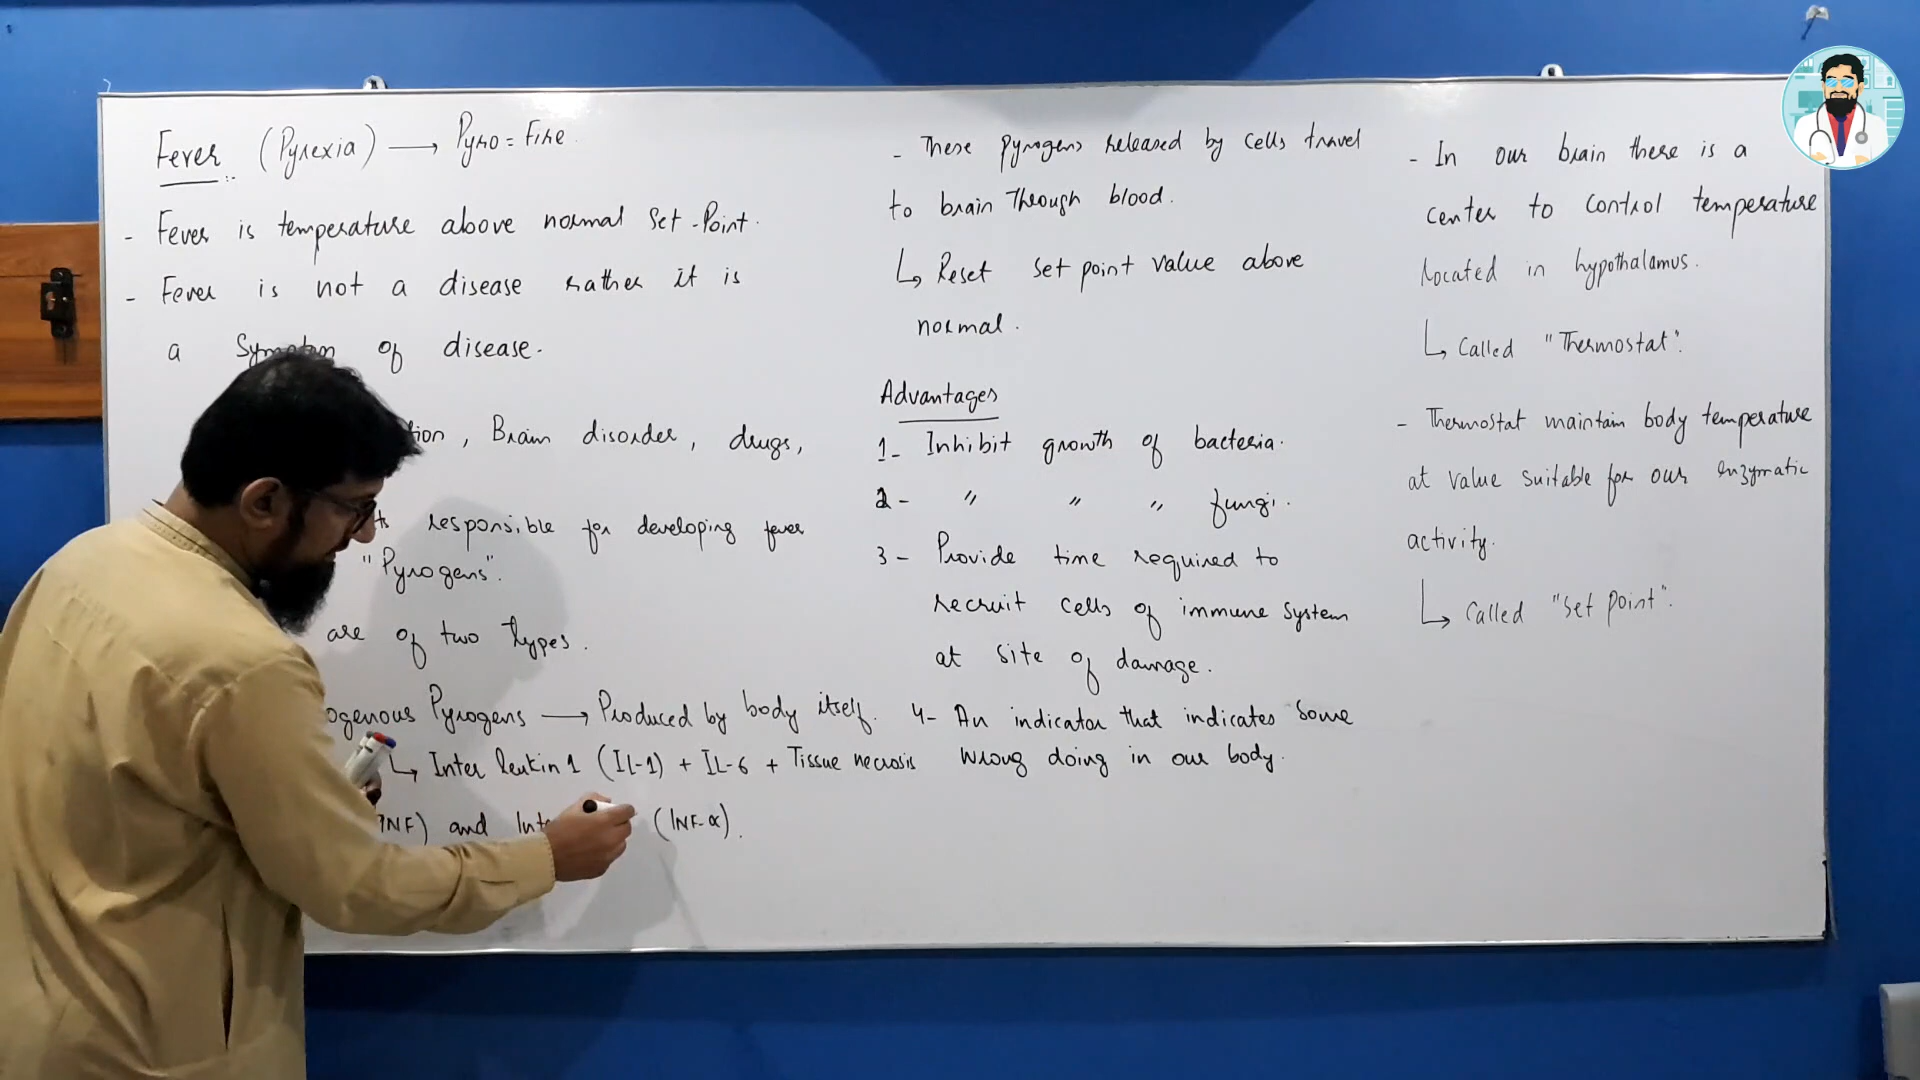 Fever (Pyrexia) → Pyro = Fire
- Fever is temperature above normal Set-Point.
- Fever is not a disease rather it is
a of disease.
, Brain disorder, drugs,
responsible for developing fever
"Pyrogens".
are of two types.
Pyrogens → Produced by body itself.
↳ Inter leukin 1 (IL-1) + IL-6 + Tissue necrosis
and (INF-α).
- These pyrogens released by cells travel
to brain through blood.
↳ Reset set point value above
normal.
Advantages
1- Inhibit growth of bacteria.
2- " " " fungi.
3- Provide time required to
recruit cells of immune system
at site of damage.
4- An indicator that indicates some
wrong doing in our body.
- In our brain there is a
center to control temperature
located in hypothalamus.
↳ Called "Thermostat".
- Thermostat maintain body temperature
at value suitable for our enzymatic
activity.
↳ Called "Set point".